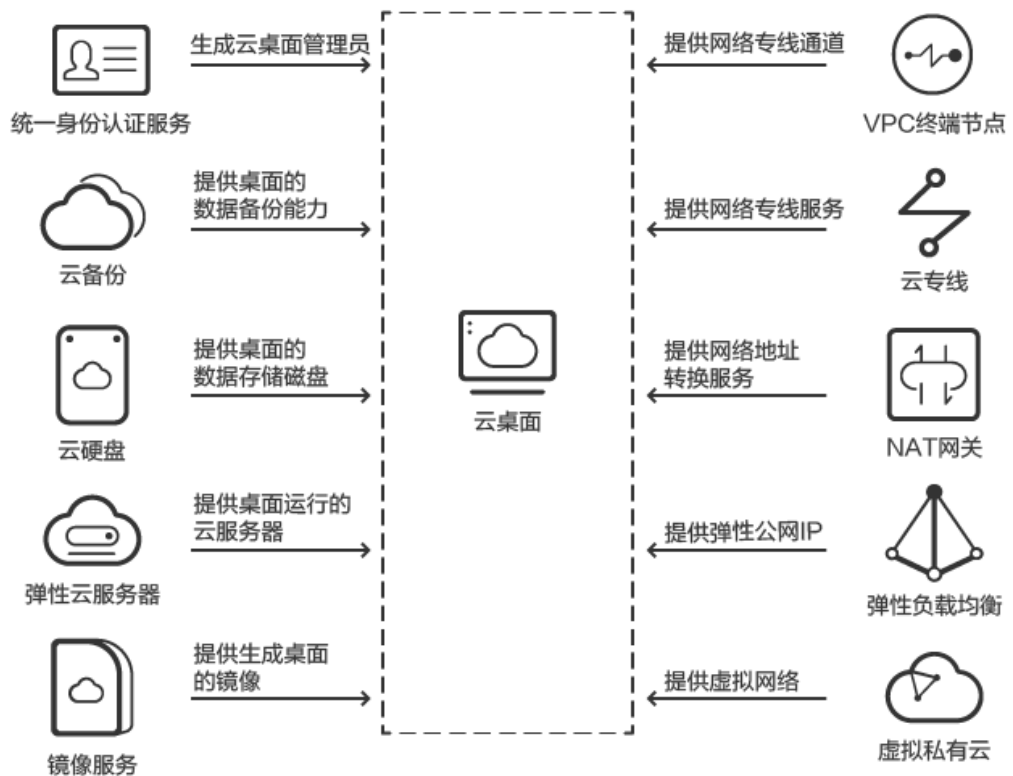 生成云桌面管理员
统一身份认证服务
提供桌面的
数据备份能力
云备份
提供桌面的
数据存储磁盘
云硬盘
提供桌面运行的
云服务器
弹性云服务器
提供生成桌面
的镜像
镜像服务
云桌面
提供网络专线通道
VPC终端节点
提供网络专线服务
云专线
提供网络地址
转换服务
NAT网关
提供弹性公网IP
弹性负载均衡
提供虚拟网络
虚拟私有云